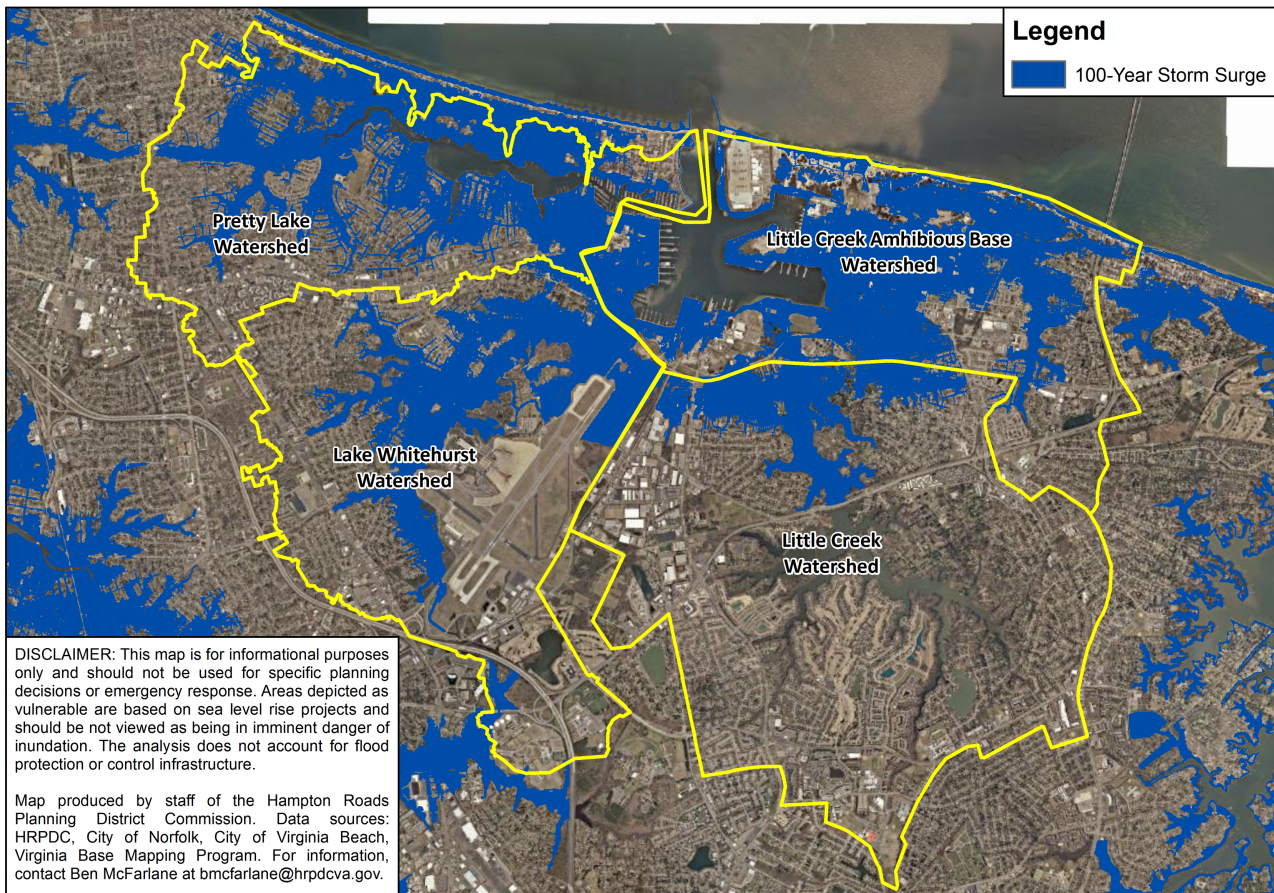 Legend
100-Year Storm Surge
Pretty Lake
Watershed
Little Creek Amhibious Base
Watershed
Lake Whitehurst
Watershed
Little Creek
Watershed
DISCLAIMER: This map is for informational purposes
only and should not be used for specific planning
decisions or emergency response. Areas depicted as
vulnerable are based on sea level rise projects and
should be not viewed as being in imminent danger of
inundation. The analysis does not account for flood
protection or control infrastructure.
Map produced by staff of the Hampton Roads
Planning District Commission. Data sources:
HRPDC, City of Norfolk, City of Virginia Beach,
Virginia Base Mapping Program. For information,
contact Ben McFarlane at bmcfarlane@hrpdcva.gov.